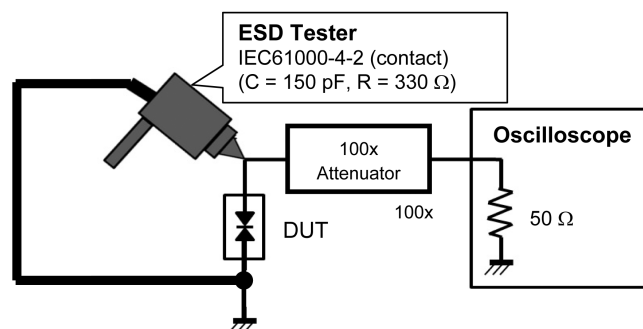 ESD Tester
IEC61000-4-2 (contact)
(C = 150 pF, R = 330 Ω)
100x
Attenuator
Oscilloscope
100x
50 Ω
DUT